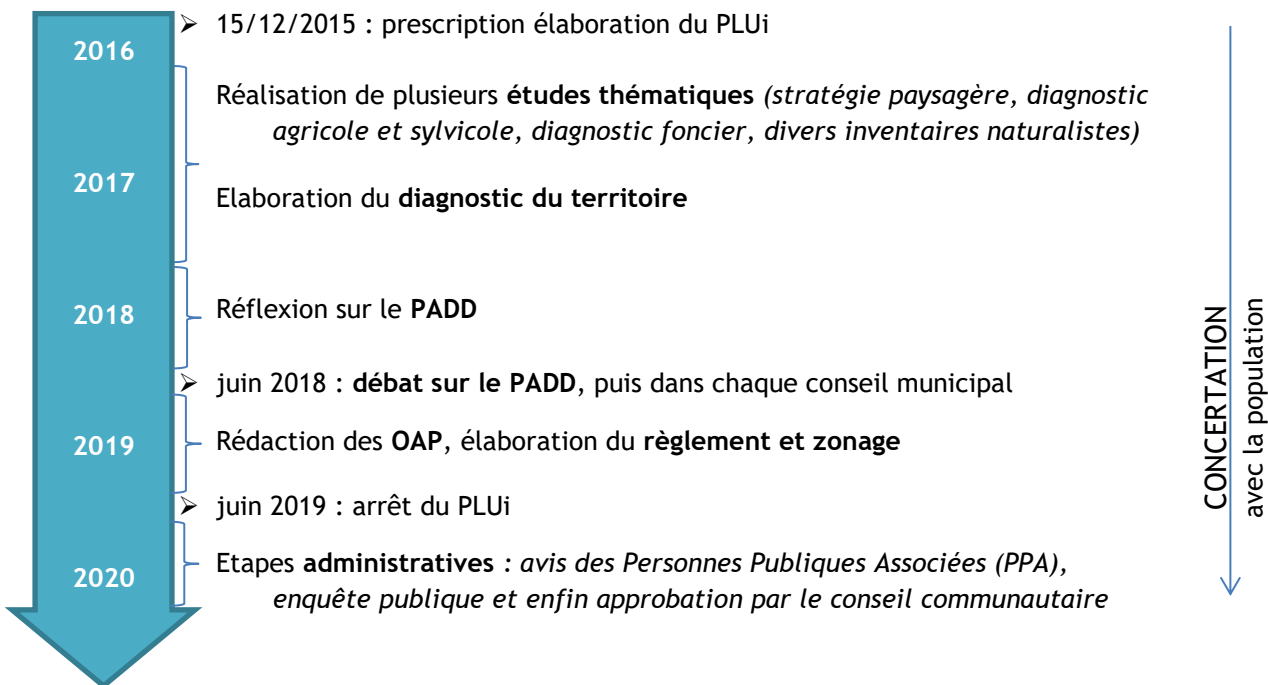 2016
➢ 15/12/2015 : prescription élaboration du PLUi
Réalisation de plusieurs études thématiques (stratégie paysagère, diagnostic
agricole et sylvicole, diagnostic foncier, divers inventaires naturalistes)
2017
Elaboration du diagnostic du territoire
2018
Réflexion sur le PADD
➢ juin 2018 : débat sur le PADD, puis dans chaque conseil municipal
2019
Rédaction des OAP, élaboration du règlement et zonage
➢ juin 2019 : arrêt du PLUi
2020
Etapes administratives : avis des Personnes Publiques Associées (PPA),
enquête publique et enfin approbation par le conseil communautaire
CONCERTATION
avec la population